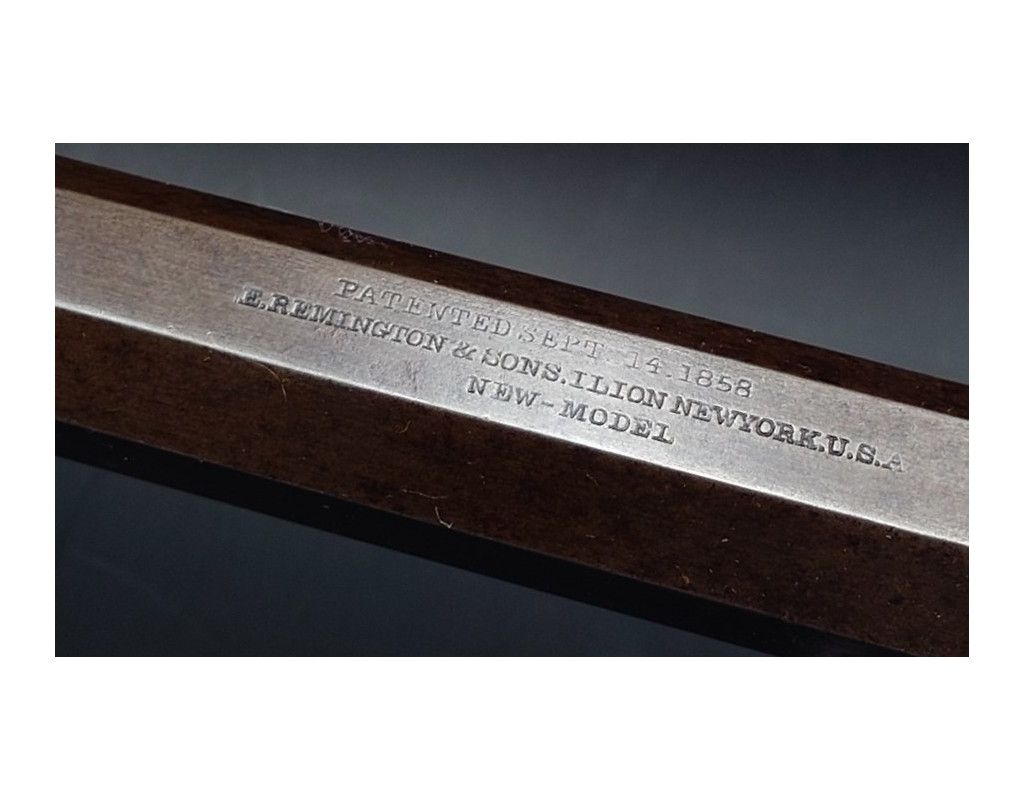 PATENTED SEPT. 14.1858
E.REMINGTON & SONS.ILION NEWYORK.U.S.A
NEW-MODEL